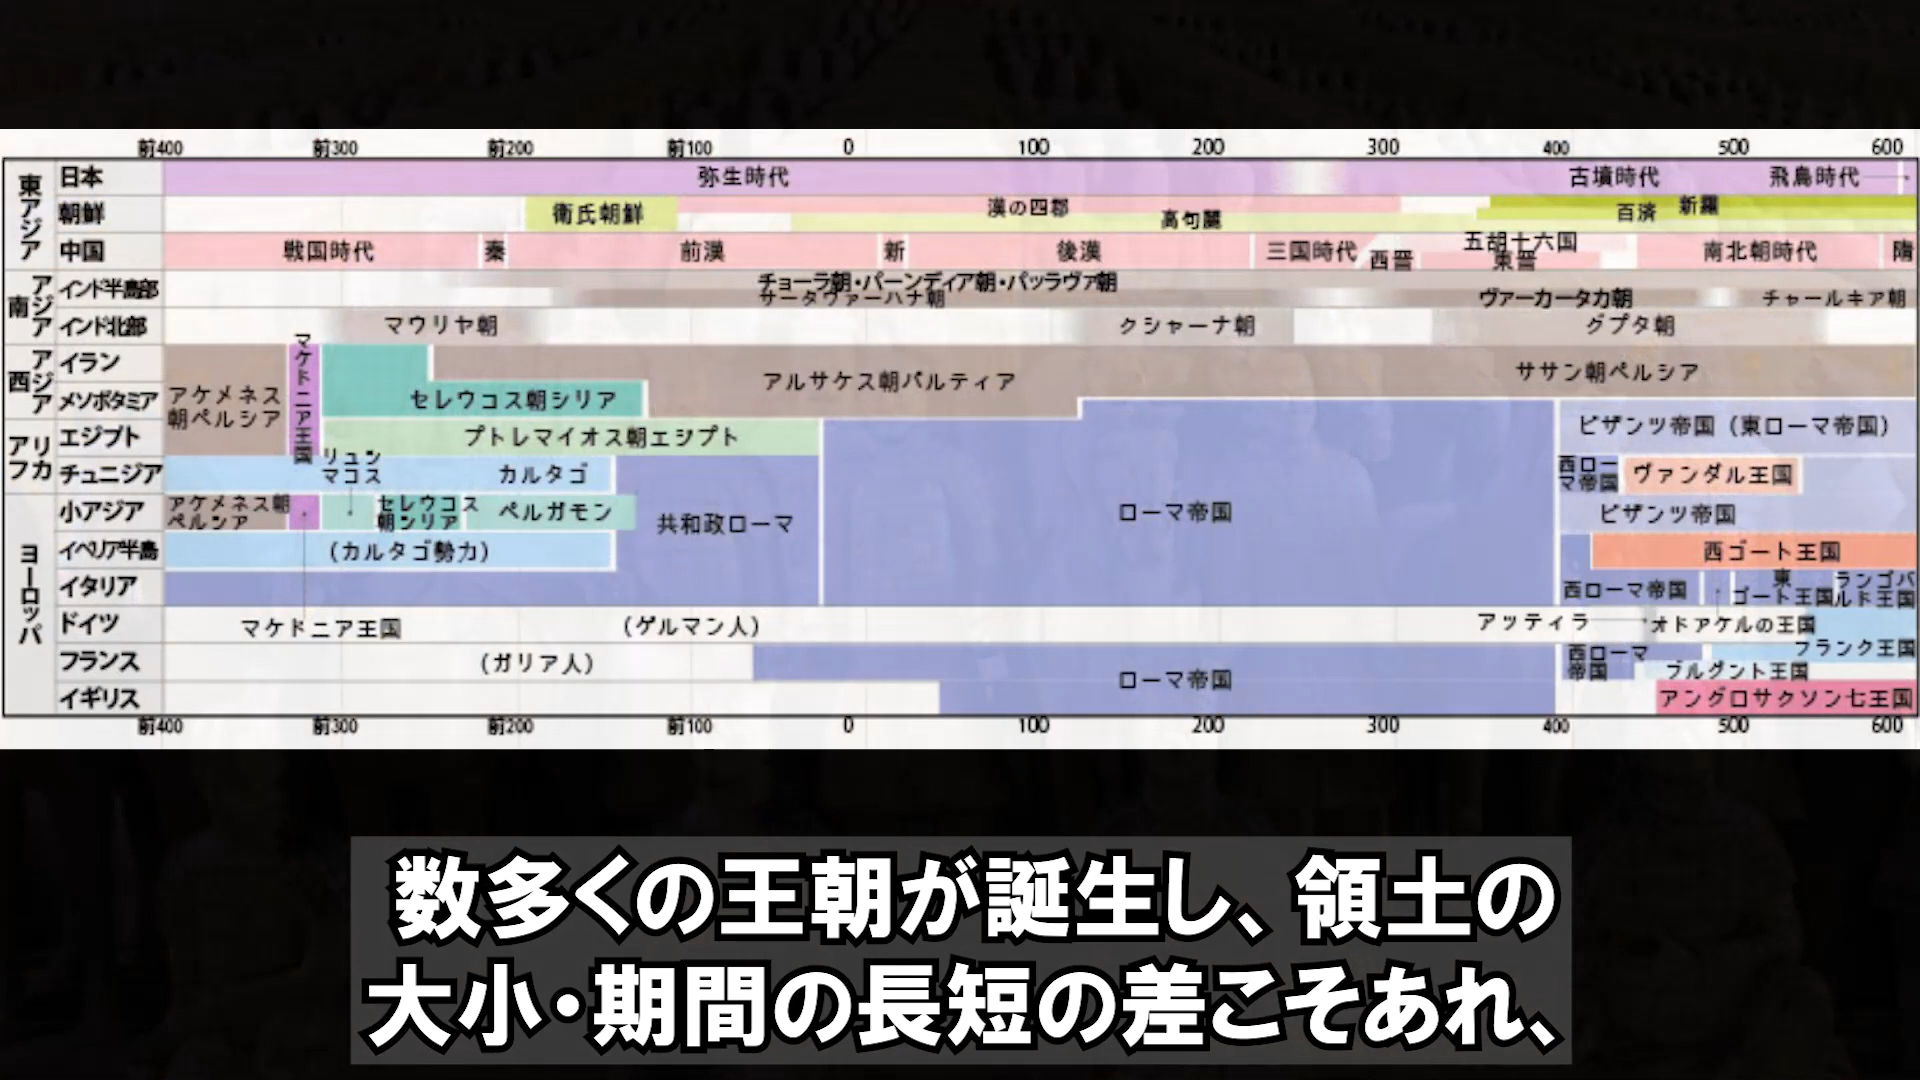 前400 前300 前200 前100 0 100 200 300 400 500 600
東アジア
日本 弥生時代 古墳時代 飛鳥時代
朝鮮 衛氏朝鮮 漢の四郡 高句麗 百済 新羅
中国 戦国時代 秦 前漢 新 後漢 三国時代 西晋 五胡十六国 東晋 南北朝時代 隋
南アジア
インド半島部 チョーラ朝・パーンディア朝・パッラヴァ朝
サータヴァーハナ朝 ヴァーカータカ朝 チャールキア朝
インド北部 マウリヤ朝 クシャーナ朝 グプタ朝
西アジア
イラン アケメネス朝ペルシア マケドニア王国 アルサケス朝パルティア ササン朝ペルシア
メソポタミア セレウコス朝シリア
アフリカ
エジプト プトレマイオス朝エジプト ローマ帝国 ビザンツ帝国（東ローマ帝国）
チュニジア リュシマコス カルタゴ 西ローマ帝国 ヴァンダル王国
ヨーロッパ
小アジア アケメネス朝ペルシア セレウコス朝シリア ペルガモン 共和政ローマ ビザンツ帝国
イベリア半島 （カルタゴ勢力） 西ゴート王国
イタリア 西ローマ帝国 東ゴート王国 ランゴバルド王国
ドイツ マケドニア王国 （ゲルマン人） アッティラ オドアケルの王国
フランク王国
フランス （ガリア人） ローマ帝国 西ローマ帝国 ブルグント王国
イギリス アングロサクソン七王国
前400 前300 前200 前100 0 100 200 300 400 500 600
数多くの王朝が誕生し、領土の
大小・期間の長短の差こそあれ、